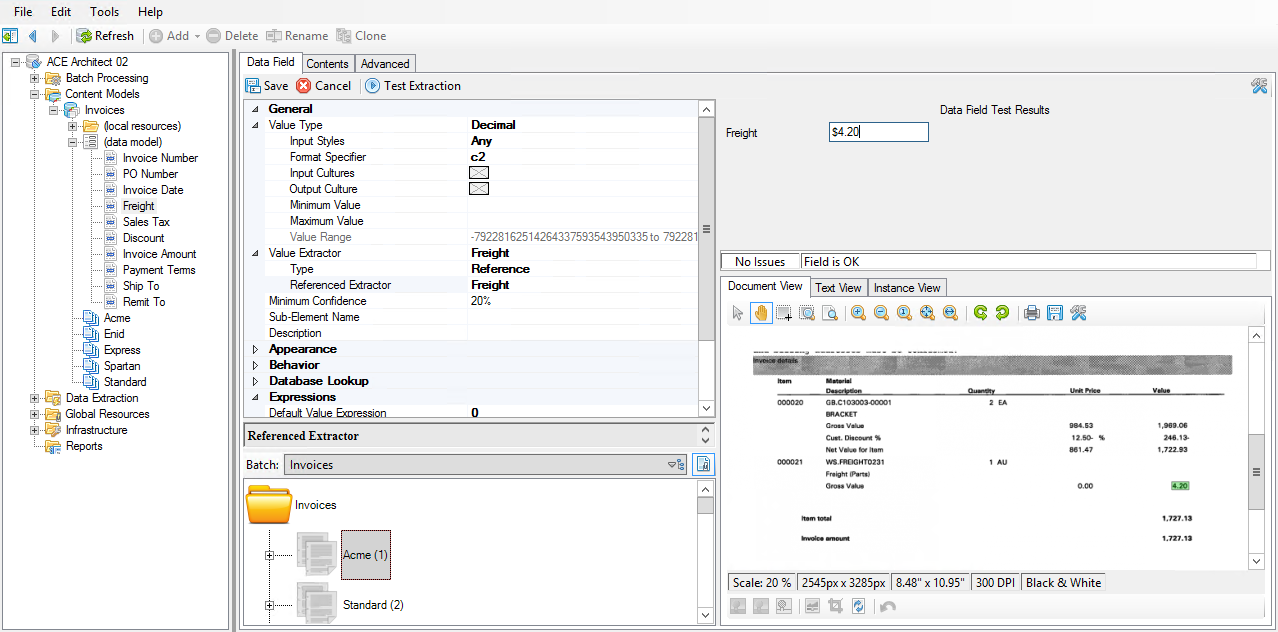 File Edit Tools Help
Refresh Add Delete Rename Clone
ACE Architect 02
Batch Processing
Content Models
Invoices
(local resources)
(data model)
Invoice Number
PO Number
Invoice Date
Freight
Sales Tax
Discount
Invoice Amount
Payment Terms
Ship To
Remit To
Acme
Enid
Express
Spartan
Standard
Data Extraction
Global Resources
Infrastructure
Reports
Data Field Contents Advanced
Save Cancel Test Extraction
General
Value Type Decimal
Input Styles Any
Format Specifier c2
Input Cultures
Output Culture
Minimum Value
Maximum Value
Value Range -79228162514264337593543950335 to 792281
Value Extractor Freight
Type Reference
Referenced Extractor Freight
Minimum Confidence 20%
Sub-Element Name
Description
Appearance
Behavior
Database Lookup
Expressions
Default Value Expression 0
Referenced Extractor
Batch: Invoices
Invoices
Acme (1)
Standard (2)
Data Field Test Results
Freight $4.20
No Issues Field is OK
Document View Text View Instance View
Invoice details
Item Material
Description Quantity Unit Price Value
000020 GB.C103003-00001 2 EA
BRACKET
Gross Value 984.53 1,969.06
Cust. Discount % 12.50- % 246.13-
Net Value for Item 861.47 1,722.93
000021 WS.FREIGHT0231 1 AU
Freight (Parts)
Gross Value 0.00 4.20
Item total 1,727.13
Invoice amount 1,727.13
Scale: 20 % 2545px x 3285px 8.48" x 10.95" 300 DPI Black & White